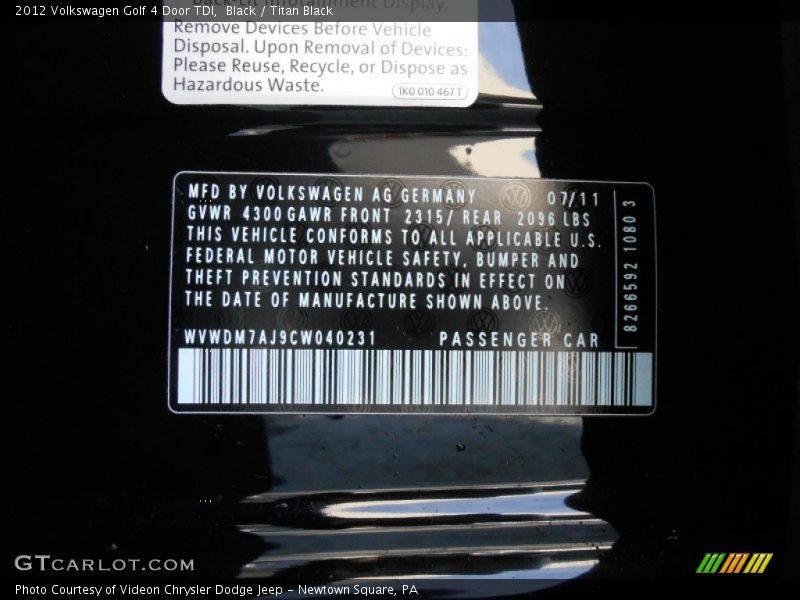 2012 Volkswagen Golf 4 Door TDI,  Black / Titan Black
Back-Lit Infotainment Display
Remove Devices Before Vehicle
Disposal. Upon Removal of Devices:
Please Reuse, Recycle, or Dispose as
Hazardous Waste.
1K0 010 467 T
MFD BY VOLKSWAGEN AG GERMANY 07/11
GVWR 4300 GAWR FRONT 2315/ REAR 2096 LBS
THIS VEHICLE CONFORMS TO ALL APPLICABLE U.S.
FEDERAL MOTOR VEHICLE SAFETY, BUMPER AND
THEFT PREVENTION STANDARDS IN EFFECT ON
THE DATE OF MANUFACTURE SHOWN ABOVE.
WVWDM7AJ9CW040231 PASSENGER CAR
8266592 1080 3
GTCARLOT.COM
Photo Courtesy of Videon Chrysler Dodge Jeep - Newtown Square, PA